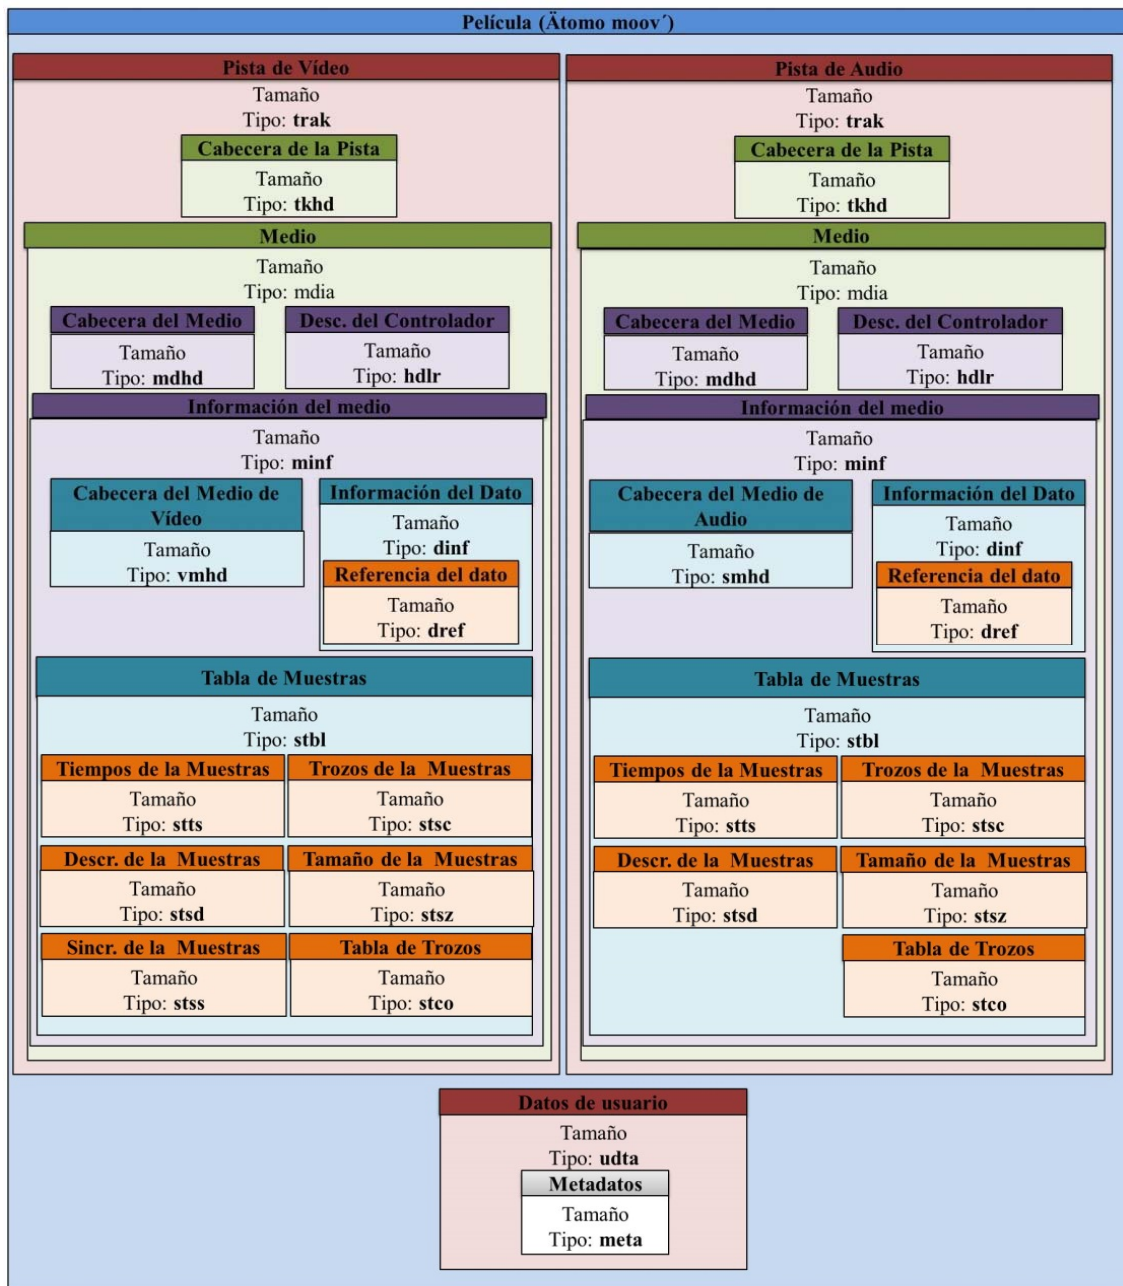 Película (Ätomo moov´)
Pista de Vídeo
Tamaño
Tipo: trak
Cabecera de la Pista
Tamaño
Tipo: tkhd
Medio
Tamaño
Tipo: mdia
Cabecera del Medio
Tamaño
Tipo: mdhd
Desc. del Controlador
Tamaño
Tipo: hdlr
Información del medio
Tamaño
Tipo: minf
Cabecera del Medio de
Vídeo
Tamaño
Tipo: vmhd
Información del Dato
Tamaño
Tipo: dinf
Referencia del dato
Tamaño
Tipo: dref
Tabla de Muestras
Tamaño
Tipo: stbl
Tiempos de la Muestras
Tamaño
Tipo: stts
Trozos de la Muestras
Tamaño
Tipo: stsc
Descr. de la Muestras
Tamaño
Tipo: stsd
Tamaño de la Muestras
Tamaño
Tipo: stsz
Sincr. de la Muestras
Tamaño
Tipo: stss
Tabla de Trozos
Tamaño
Tipo: stco
Pista de Audio
Tamaño
Tipo: trak
Cabecera de la Pista
Tamaño
Tipo: tkhd
Medio
Tamaño
Tipo: mdia
Cabecera del Medio
Tamaño
Tipo: mdhd
Desc. del Controlador
Tamaño
Tipo: hdlr
Información del medio
Tamaño
Tipo: minf
Cabecera del Medio de
Audio
Tamaño
Tipo: smhd
Información del Dato
Tamaño
Tipo: dinf
Referencia del dato
Tamaño
Tipo: dref
Tabla de Muestras
Tamaño
Tipo: stbl
Tiempos de la Muestras
Tamaño
Tipo: stts
Trozos de la Muestras
Tamaño
Tipo: stsc
Descr. de la Muestras
Tamaño
Tipo: stsd
Tamaño de la Muestras
Tamaño
Tipo: stsz
Tabla de Trozos
Tamaño
Tipo: stco
Datos de usuario
Tamaño
Tipo: udta
Metadatos
Tamaño
Tipo: meta